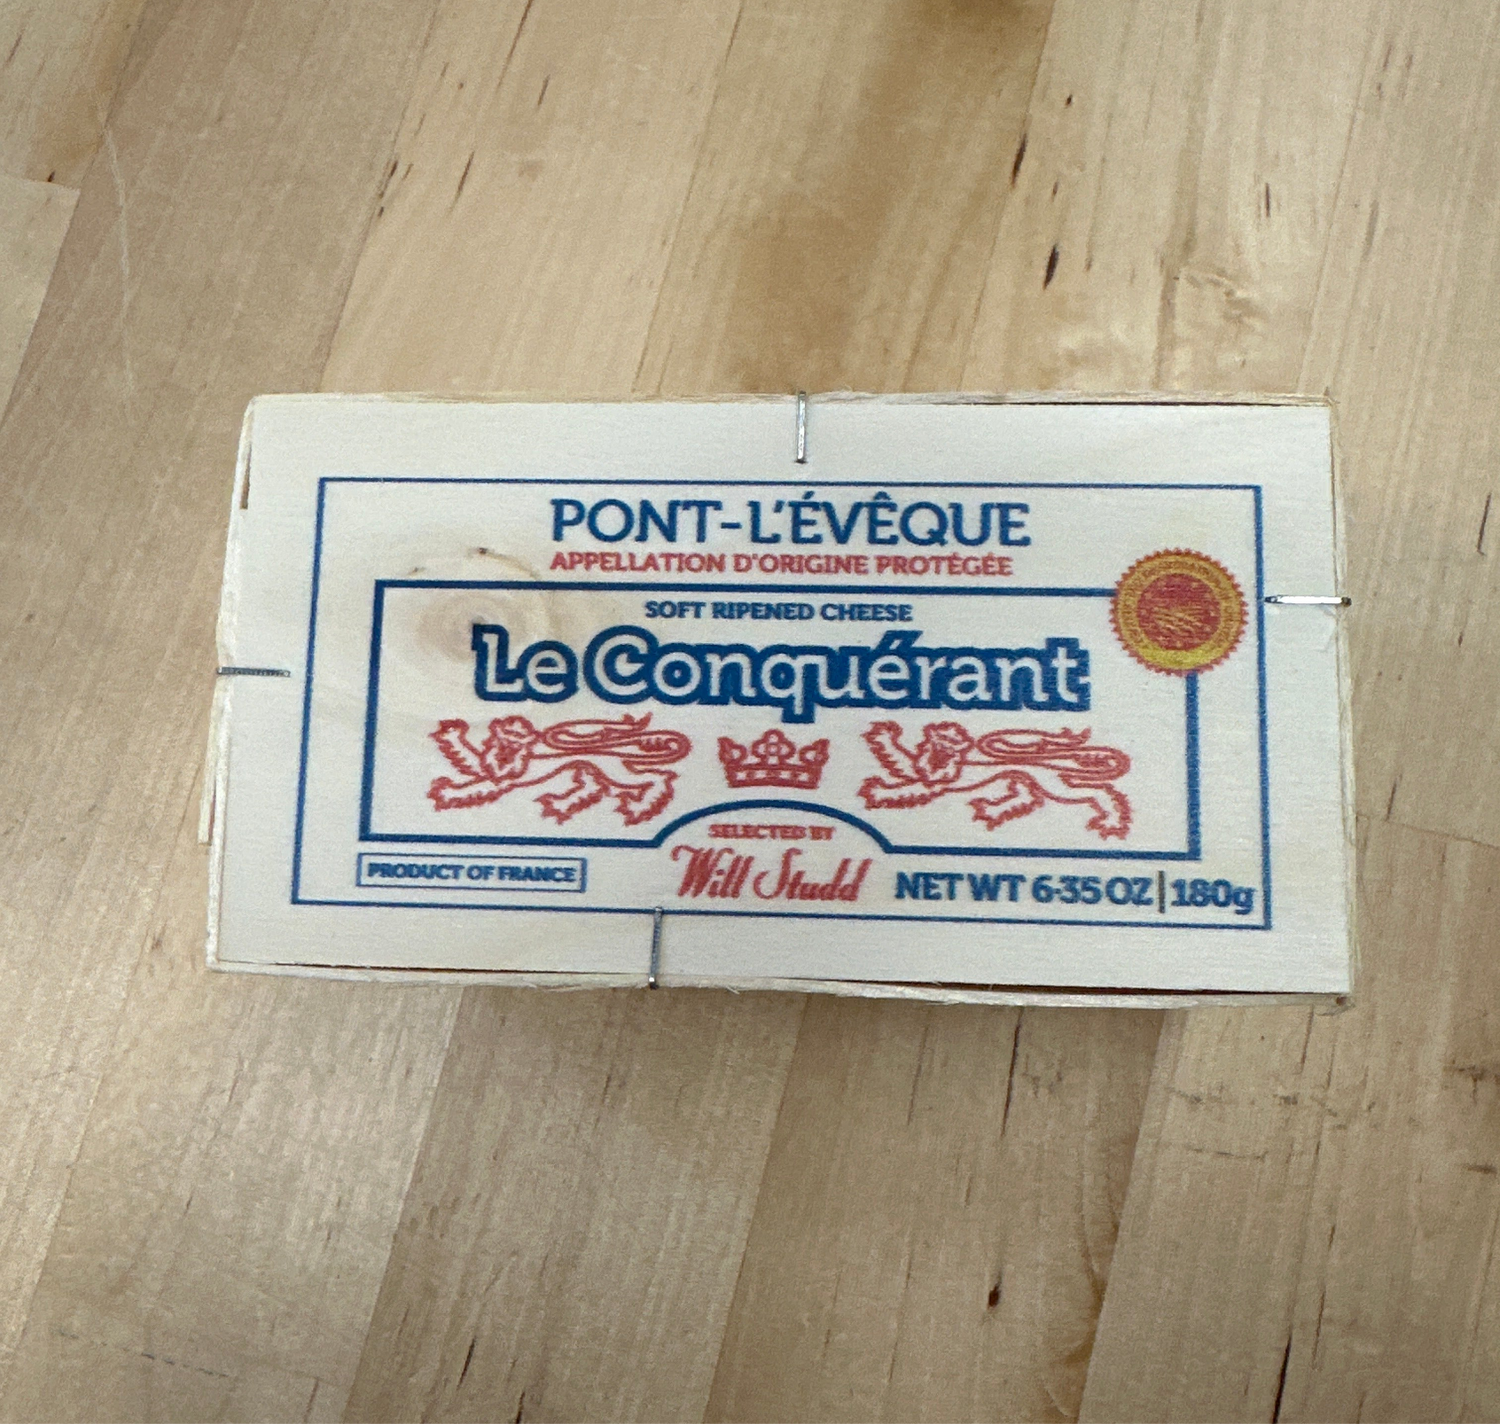 PONT-L'ÉVÊQUE
APPELLATION D'ORIGINE PROTÉGÉE
SOFT RIPENED CHEESE
Le Conquérant
SELECTED BY
Will Studd
PRODUCT OF FRANCE
NET WT 6·35 OZ | 180g